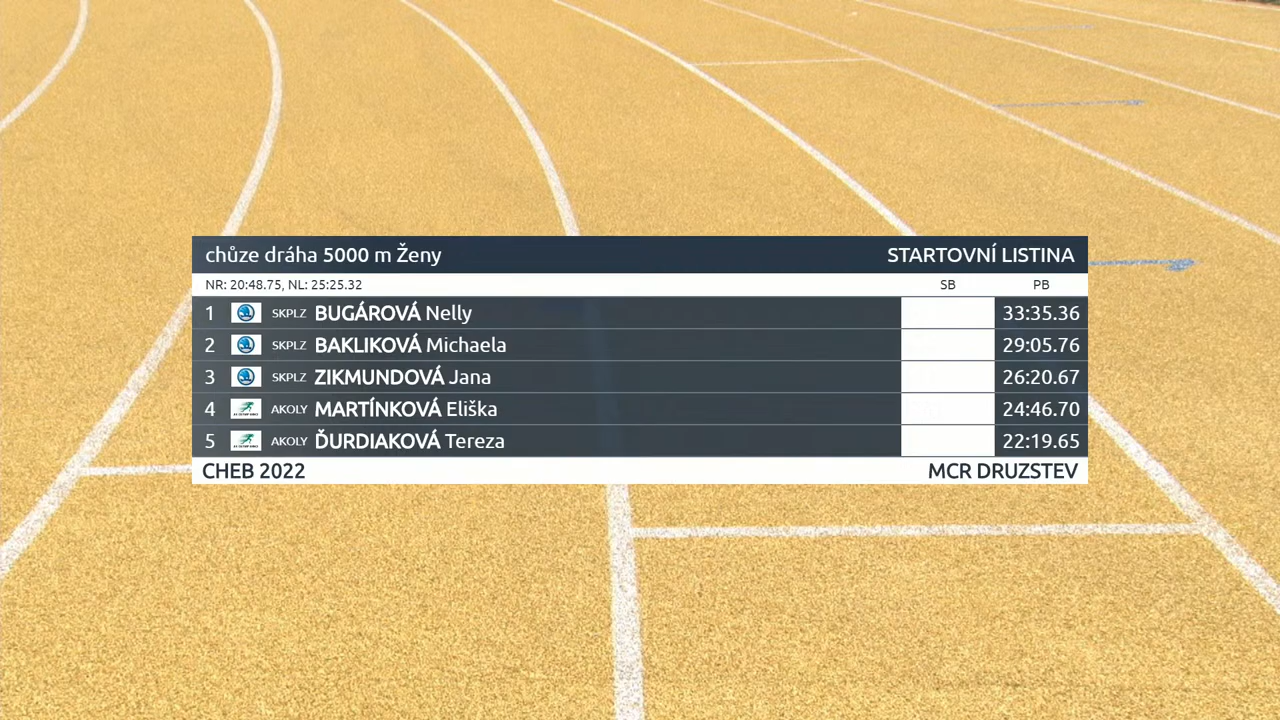 chůze dráha 5000 m Ženy STARTOVNÍ LISTINA
NR: 20:48.75, NL: 25:25.32 SB PB
1 SKPLZ BUGÁROVÁ Nelly 33:35.36
2 SKPLZ BAKLIKOVÁ Michaela 29:05.76
3 SKPLZ ZIKMUNDOVÁ Jana 26:20.67
4 AKOLY MARTÍNKOVÁ Eliška 24:46.70
5 AKOLY ĎURDIAKOVÁ Tereza 22:19.65
CHEB 2022 MCR DRUZSTEV